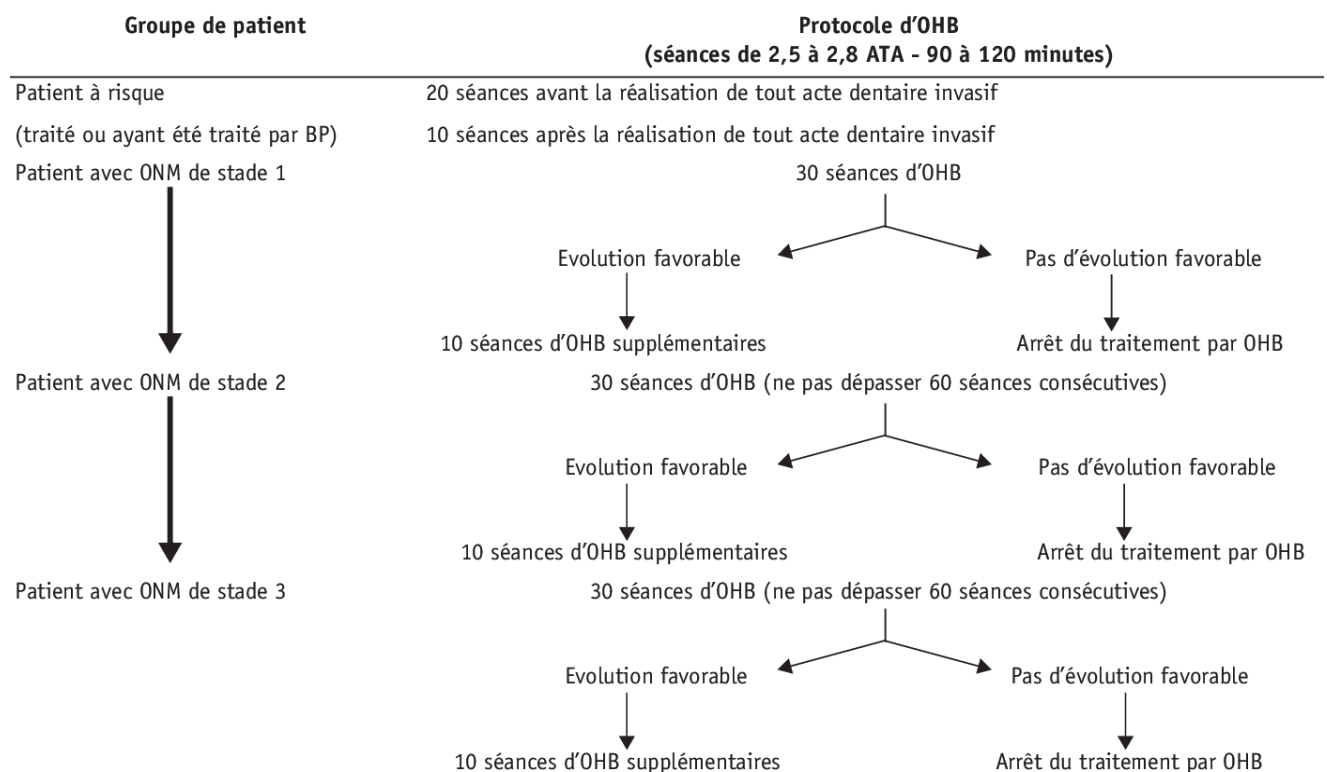 Groupe de patient
Protocole d'OHB
(séances de 2,5 à 2,8 ATA - 90 à 120 minutes)
Patient à risque
20 séances avant la réalisation de tout acte dentaire invasif
(traité ou ayant été traité par BP)
10 séances après la réalisation de tout acte dentaire invasif
Patient avec ONM de stade 1
30 séances d'OHB
Evolution favorable
Pas d'évolution favorable
10 séances d'OHB supplémentaires
Arrêt du traitement par OHB
Patient avec ONM de stade 2
30 séances d'OHB (ne pas dépasser 60 séances consécutives)
Evolution favorable
Pas d'évolution favorable
10 séances d'OHB supplémentaires
Arrêt du traitement par OHB
Patient avec ONM de stade 3
30 séances d'OHB (ne pas dépasser 60 séances consécutives)
Evolution favorable
Pas d'évolution favorable
10 séances d'OHB supplémentaires
Arrêt du traitement par OHB